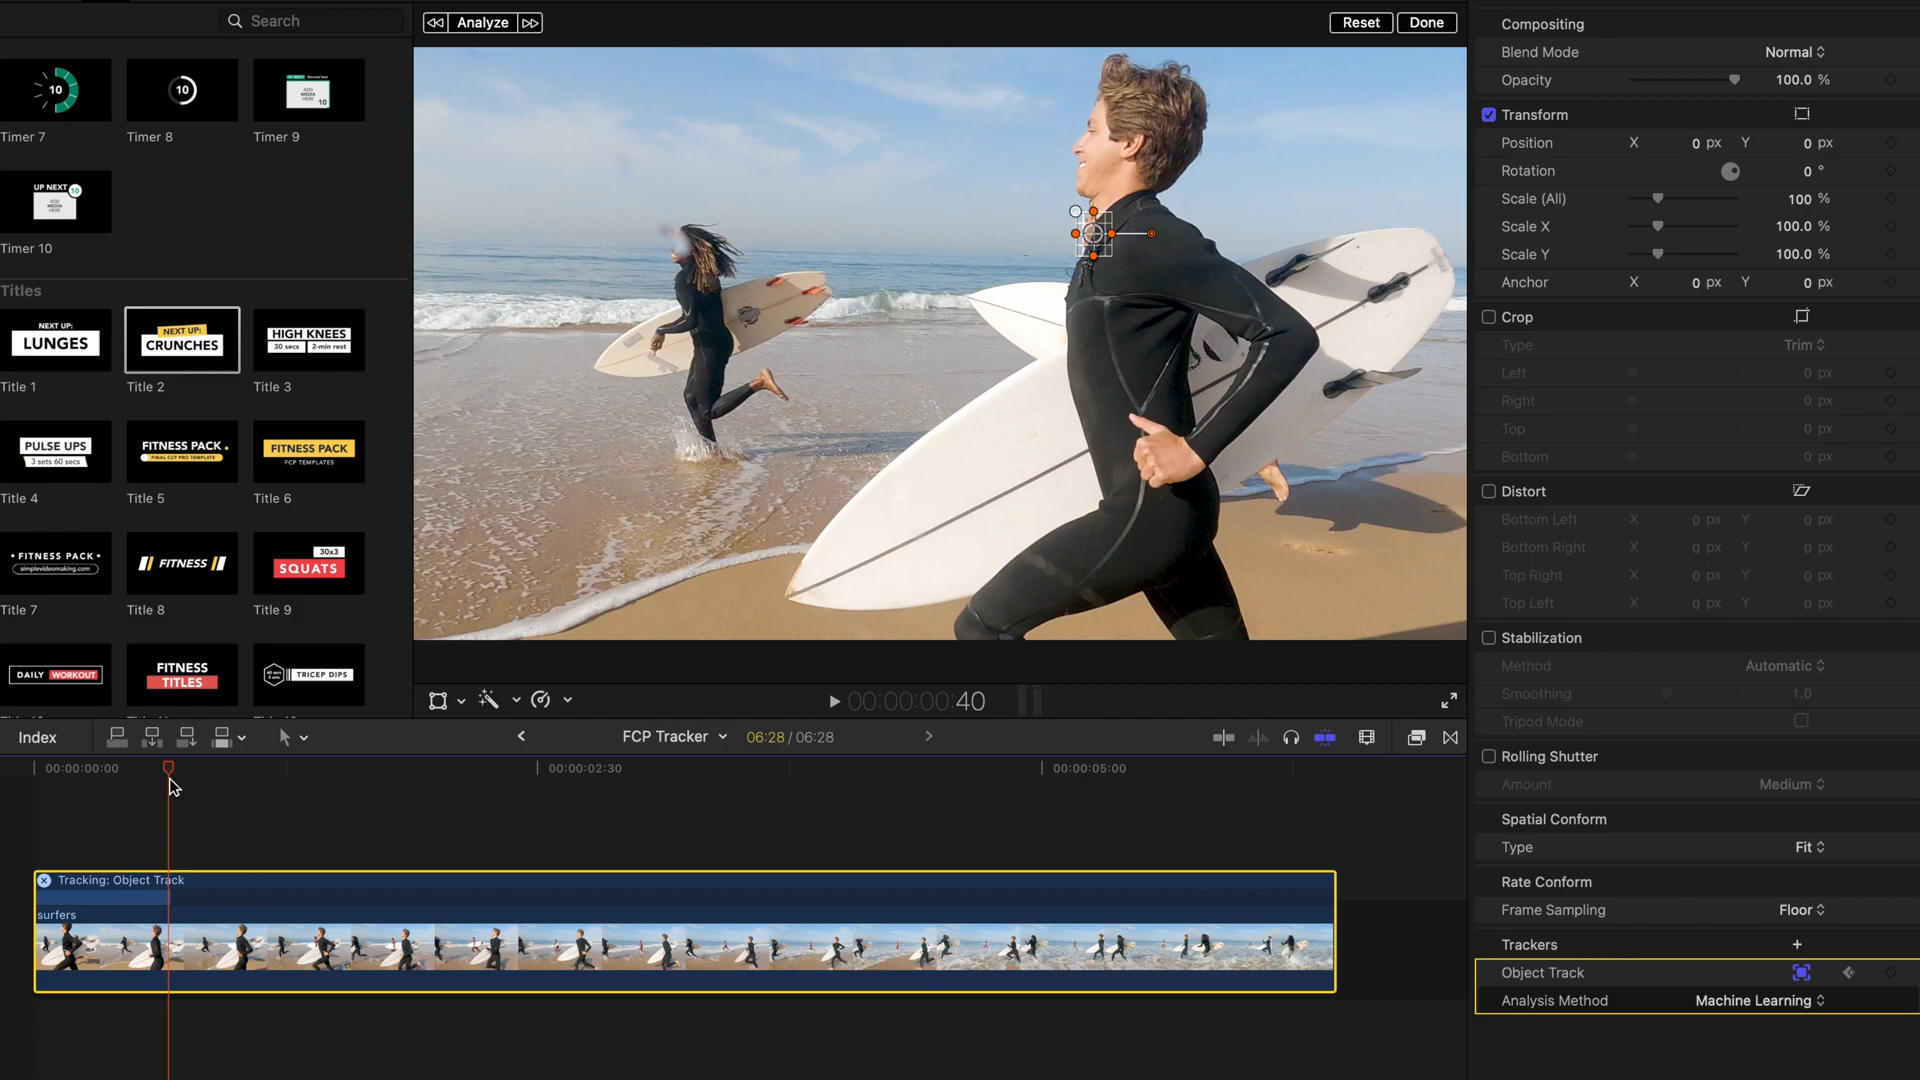 Search
Analyze
Reset
Done
10
10
UP NEXT
ADD
MEDIA
HERE
10
Timer 7
Timer 8
Timer 9
UP NEXT
10
ADD
MEDIA
HERE
Timer 10
Titles
NEXT UP:
LUNGES
NEXT UP:
CRUNCHES
HIGH KNEES
30 secs
2-min rest
Title 1
Title 2
Title 3
PULSE UPS
3 sets 60 secs
FITNESS PACK
FINAL CUT PRO TEMPLATE
FITNESS PACK
FCP TEMPLATES
Title 4
Title 5
Title 6
• FITNESS PACK •
simplevideomaking.com
FITNESS
30x3
SQUATS
Title 7
Title 8
Title 9
DAILY WORKOUT
FITNESS
TITLES
TRICEP DIPS
Compositing
Blend Mode Normal
Opacity 100.0 %
Transform
Position X 0 px Y 0 px
Rotation 0 °
Scale (All) 100 %
Scale X 100.0 %
Scale Y 100.0 %
Anchor X 0 px Y 0 px
Crop
Type Trim
Left 0 px
Right 0 px
Top 0 px
Bottom 0 px
Distort
Bottom Left X 0 px Y 0 px
Bottom Right X 0 px Y 0 px
Top Right X 0 px Y 0 px
Top Left X 0 px Y 0 px
Stabilization
Method Automatic
Smoothing 1.0
Tripod Mode
Rolling Shutter
Amount Medium
Spatial Conform
Type Fit
Rate Conform
Frame Sampling Floor
Trackers +
Object Track
Analysis Method Machine Learning
00:00:00:40
Index
FCP Tracker
06:28 / 06:28
00:00:00:00
00:00:02:30
00:00:05:00
Tracking: Object Track
surfers